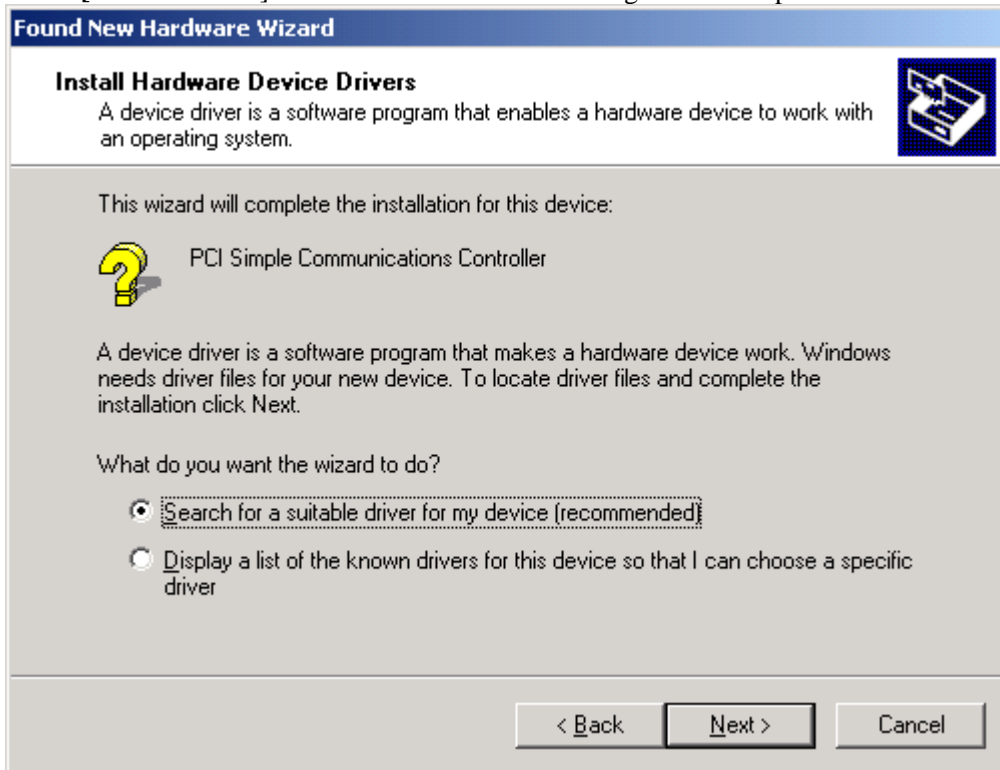 Found New Hardware Wizard
Install Hardware Device Drivers
A device driver is a software program that enables a hardware device to work with
an operating system.
This wizard will complete the installation for this device:
PCI Simple Communications Controller
A device driver is a software program that makes a hardware device work. Windows
needs driver files for your new device. To locate driver files and complete the
installation click Next.
What do you want the wizard to do?
Search for a suitable driver for my device (recommended)
Display a list of the known drivers for this device so that I can choose a specific
driver
< Back Next > Cancel